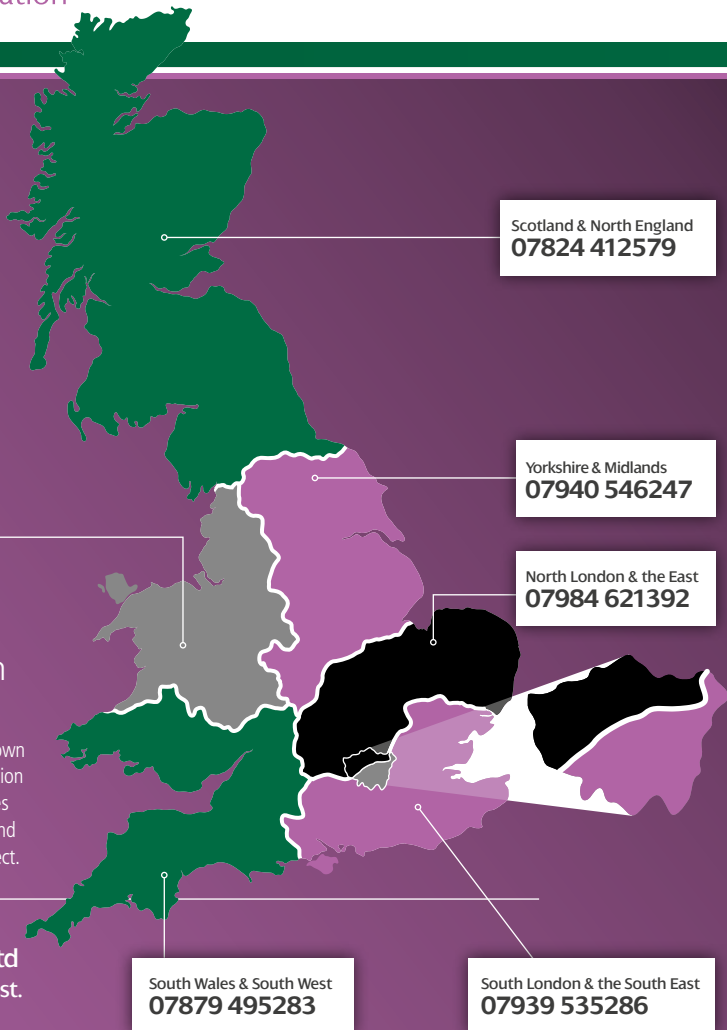 Scotland & North England
07824 412579
Yorkshire & Midlands
07940 546247
North London & the East
07984 621392
South Wales & South West
07879 495283
South London & the South East
07939 535286